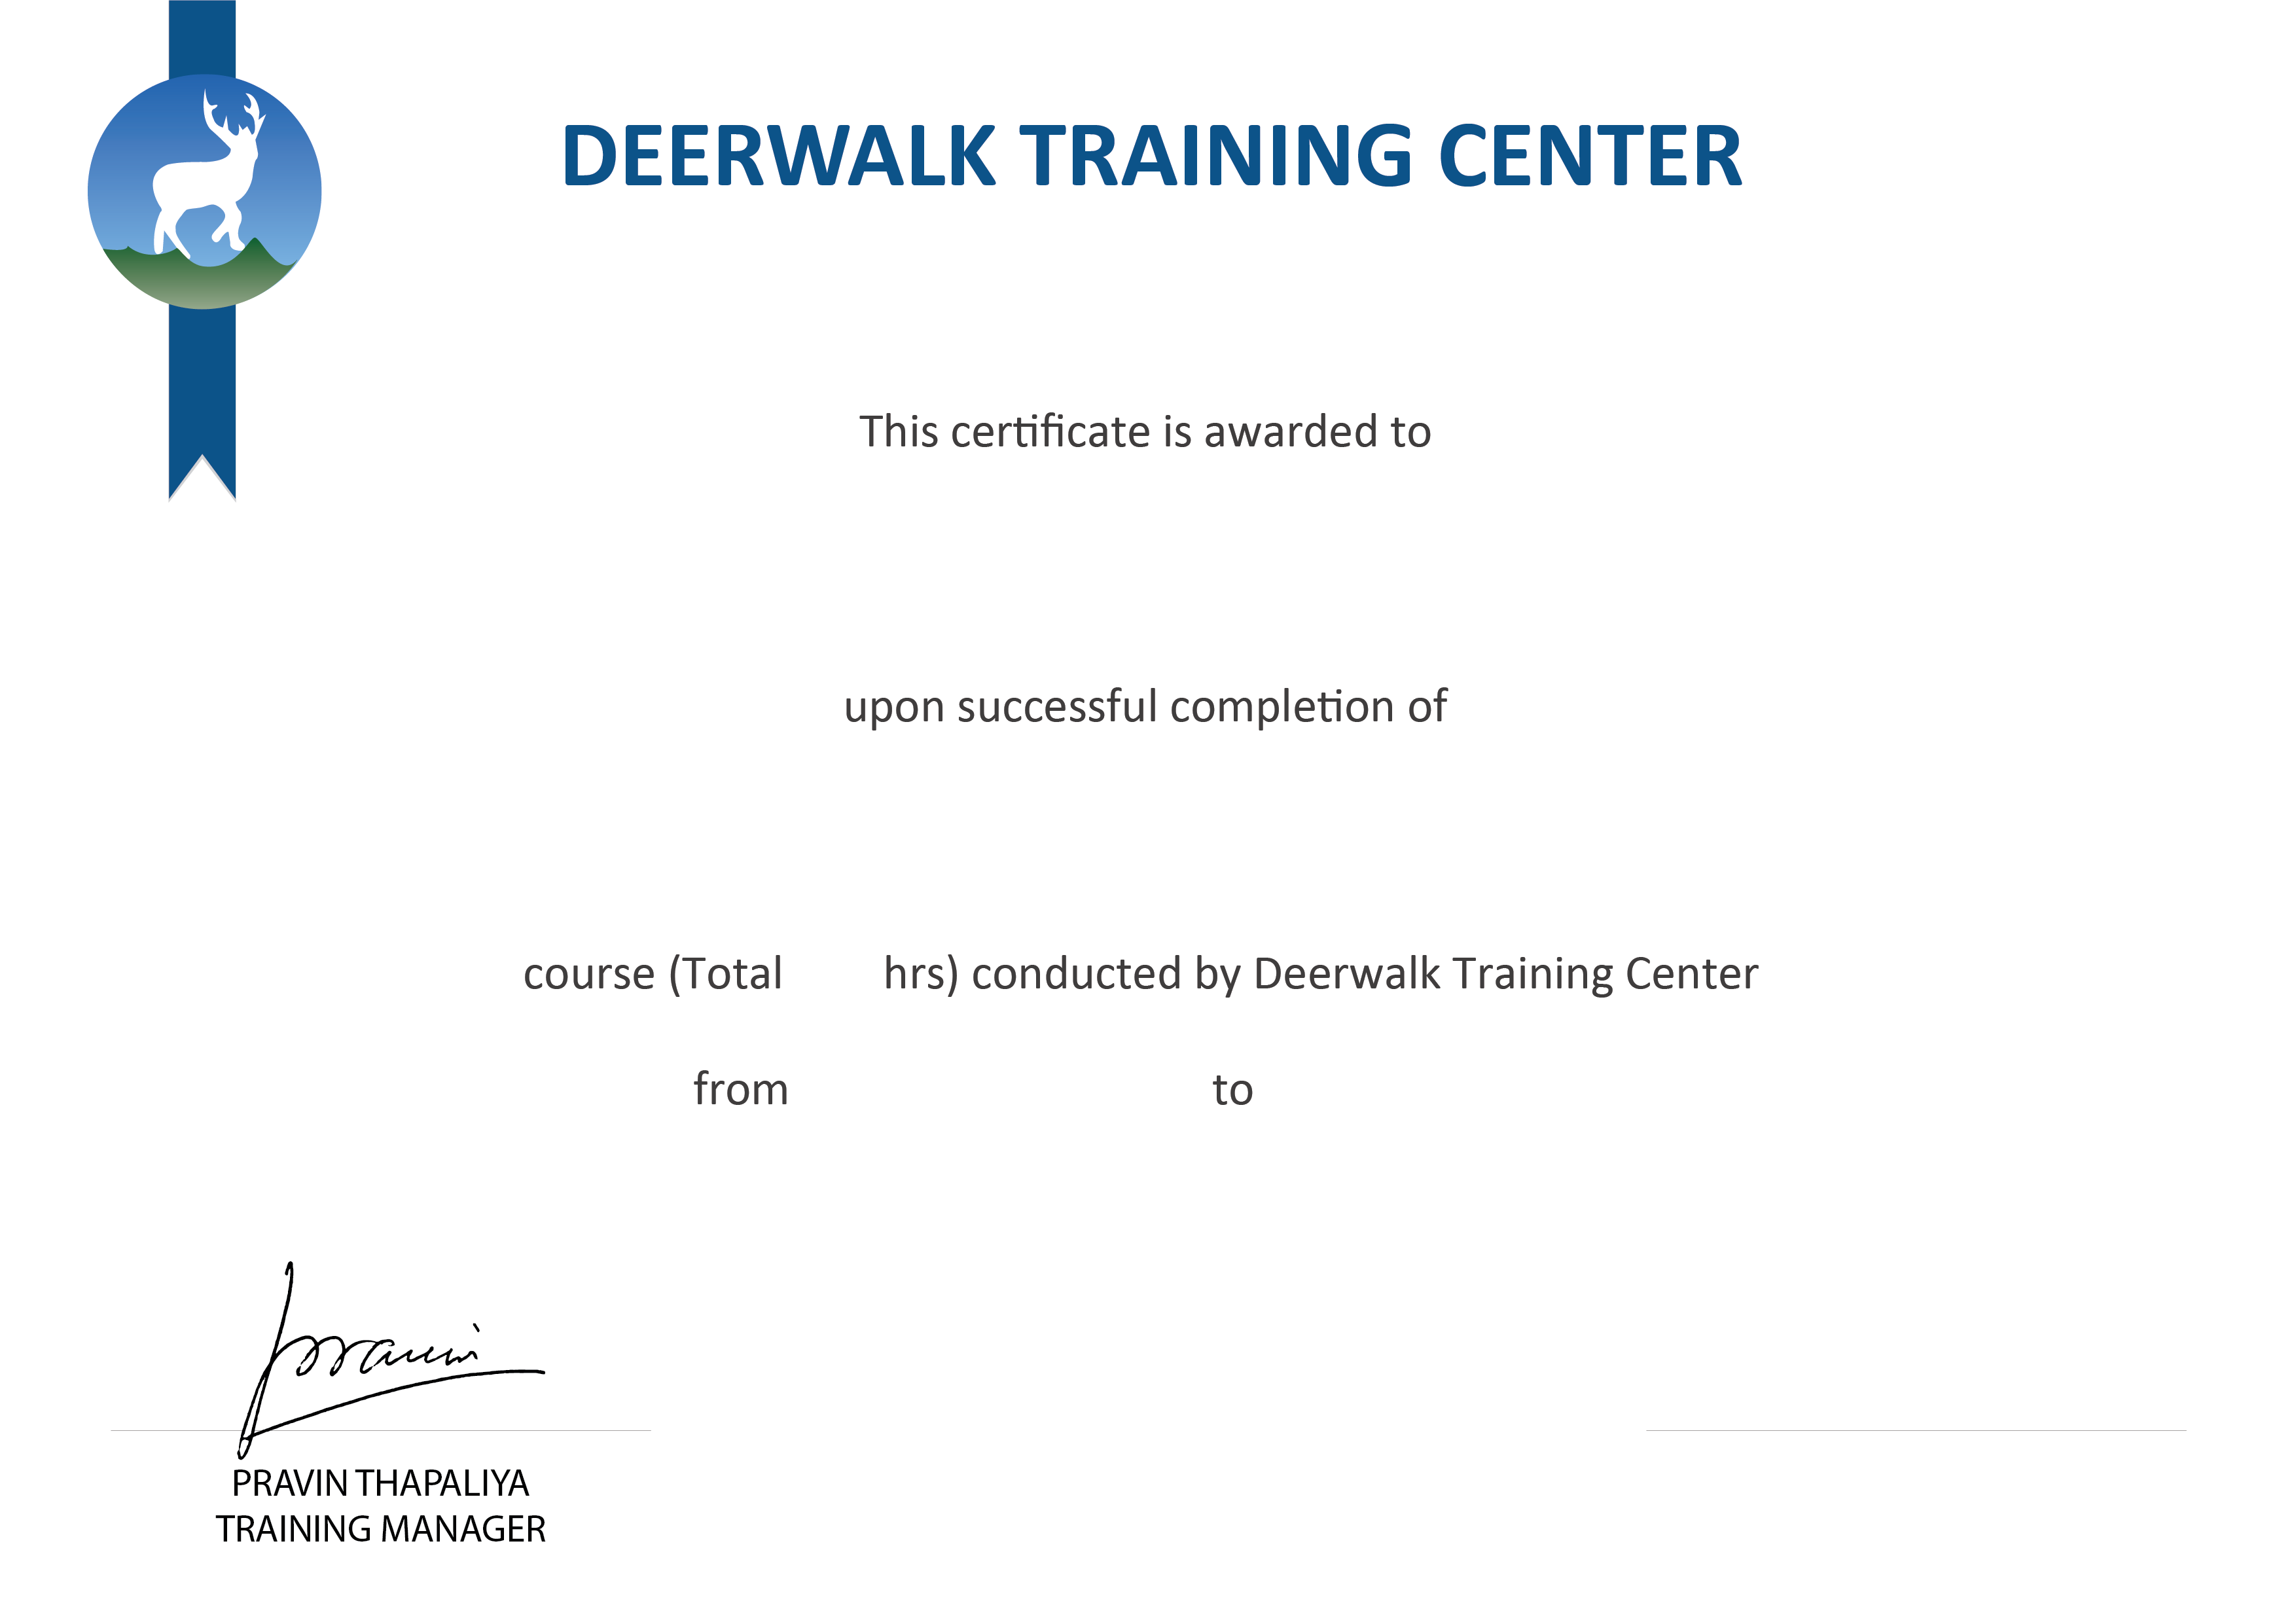 DEERWALK TRAINING CENTER
This certificate is awarded to
upon successful completion of
course (Total hrs) conducted by Deerwalk Training Center
from to
pravin
PRAVIN THAPALIYA
TRAINING MANAGER